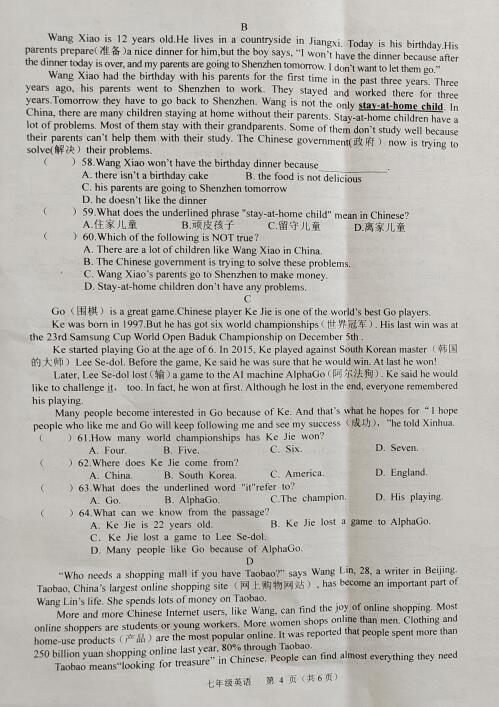 B
Wang Xiao is 12 years old.He lives in a countryside in Jiangxi. Today is his birthday.His
parents prepare(准备)a nice dinner for him,but the boy says, “I won't have the dinner because after
the dinner today is over, and my parents are going to Shenzhen tomorrow. I don't want to let them go.”
Wang Xiao had the birthday with his parents for the first time in the past three years. Three
years ago, his parents went to Shenzhen to work. They stayed and worked there for three
years.Tomorrow they have to go back to Shenzhen. Wang is not the only stay-at-home child. In
China, there are many children staying at home without their parents. Stay-at-home children have a
lot of problems. Most of them stay with their grandparents. Some of them don't study well because
their parents can't help them with their study. The Chinese government(政府) now is trying to
solve(解决) their problems.
( ) 58.Wang Xiao won't have the birthday dinner because ____________.
A. there isn't a birthday cake B. the food is not delicious
C. his parents are going to Shenzhen tomorrow
D. he doesn't like the dinner
( ) 59.What does the underlined phrase "stay-at-home child" mean in Chinese?
A.住家儿童 B.顽皮孩子 C.留守儿童 D.离家儿童
( ) 60.Which of the following is NOT true?
A. There are a lot of children like Wang Xiao in China.
B. The Chinese government is trying to solve these problems.
C. Wang Xiao's parents go to Shenzhen to make money.
D. Stay-at-home children don't have any problems.
C
Go (围棋) is a great game.Chinese player Ke Jie is one of the world's best Go players.
Ke was born in 1997.But he has got six world championships(世界冠军). His last win was at
the 23rd Samsung Cup World Open Baduk Championship on December 5th .
Ke started playing Go at the age of 6. In 2015, Ke played against South Korean master (韩国
的大师) Lee Se-dol. Before the game, Ke said he was sure that he would win. At last he won!
Later, Lee Se-dol lost(输)a game to the AI machine AlphaGo(阿尔法狗). Ke said he would
like to challenge it, too. In fact, he won at first. Although he lost in the end, everyone remembered
his playing.
Many people become interested in Go because of Ke. And that's what he hopes for “ I hope
people who like me and Go will keep following me and see my success (成功), ”he told Xinhua.
( ) 61.How many world championships has Ke Jie won?
A. Four. B. Five. C. Six. D. Seven.
( ) 62.Where does Ke Jie come from?
A. China. B. South Korea. C. America. D. England.
( ) 63.What does the underlined word "it"refer to?
A. Go. B. AlphaGo. C.The champion. D. His playing.
( ) 64.What can we know from the passage?
A. Ke Jie is 22 years old. B. Ke Jie lost a game to AlphaGo.
C. Ke Jie lost a game to Lee Se-dol.
D. Many people like Go because of AlphaGo.
D
“Who needs a shopping mall if you have Taobao?” says Wang Lin, 28, a writer in Beijing.
Taobao, China's largest online shopping site (网上购物网站), has become an important part of
Wang Lin's life. She spends lots of money on Taobao.
More and more Chinese Internet users, like Wang, can find the joy of online shopping. Most
online shoppers are students or young workers. More women shops online than men. Clothing and
home-use products (产品) are the most popular online. It was reported that people spent more than
250 billion yuan shopping online last year, 80% through Taobao.
Taobao means“looking for treasure” in Chinese. People can find almost everything they need
七年级英语 第 4 页 (共 6 页)